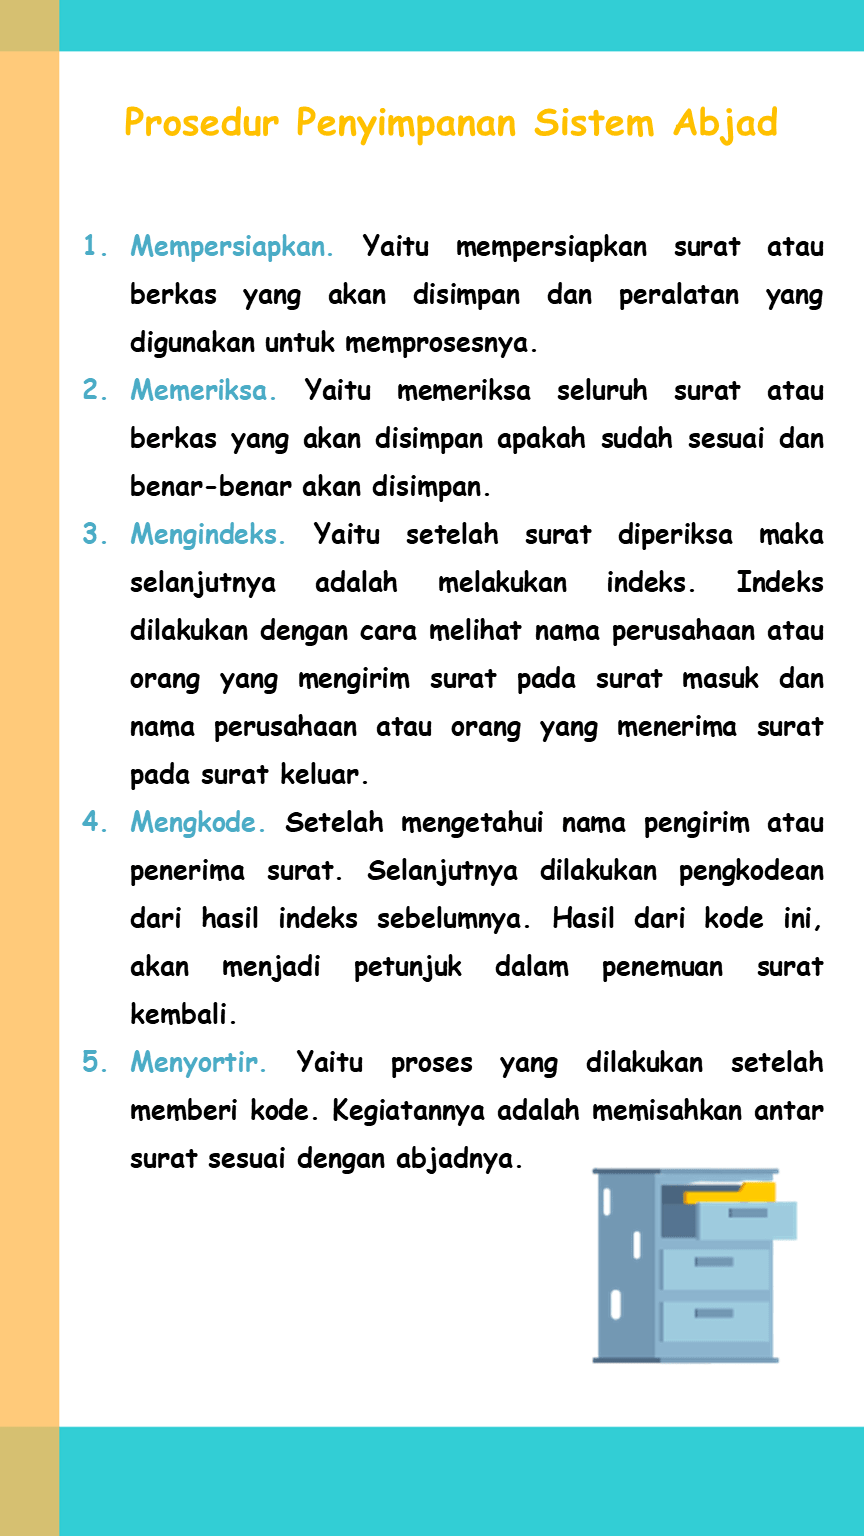 Prosedur Penyimpanan Sistem Abjad
1. Mempersiapkan. Yaitu mempersiapkan surat atau
berkas yang akan disimpan dan peralatan yang
digunakan untuk memprosesnya.
2. Memeriksa. Yaitu memeriksa seluruh surat atau
berkas yang akan disimpan apakah sudah sesuai dan
benar-benar akan disimpan.
3. Mengindeks. Yaitu setelah surat diperiksa maka
selanjutnya adalah melakukan indeks. Indeks
dilakukan dengan cara melihat nama perusahaan atau
orang yang mengirim surat pada surat masuk dan
nama perusahaan atau orang yang menerima surat
pada surat keluar.
4. Mengkode. Setelah mengetahui nama pengirim atau
penerima surat. Selanjutnya dilakukan pengkodean
dari hasil indeks sebelumnya. Hasil dari kode ini,
akan menjadi petunjuk dalam penemuan surat
kembali.
5. Menyortir. Yaitu proses yang dilakukan setelah
memberi kode. Kegiatannya adalah memisahkan antar
surat sesuai dengan abjadnya.